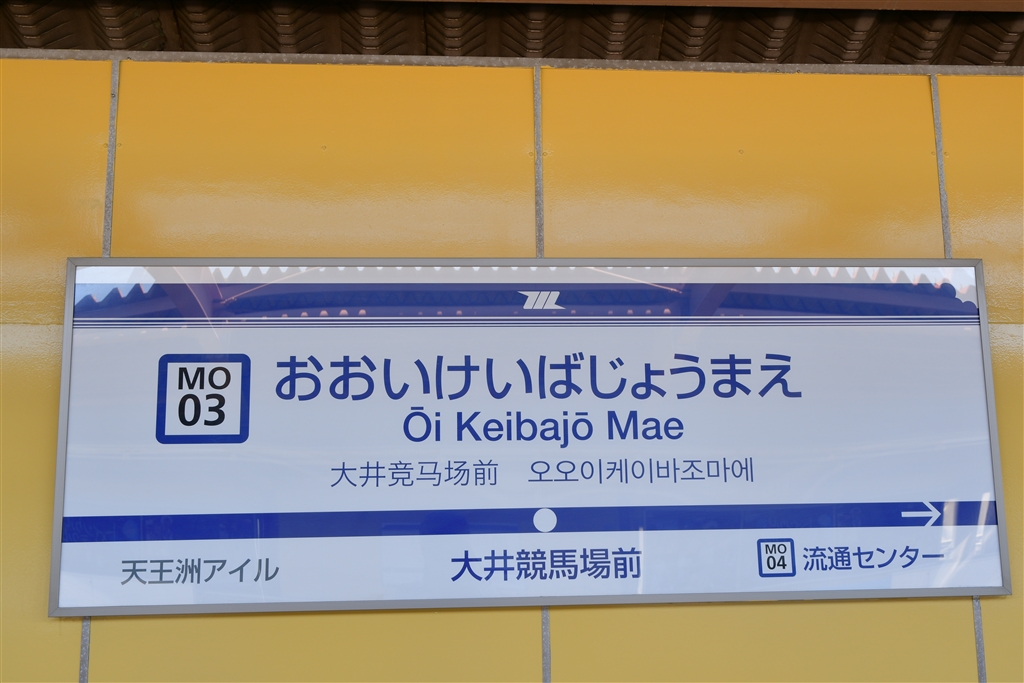 MO
03
おおいけいばじょうまえ
Ōi Keibajō Mae
大井竞马场前 오오이케이바조마에
天王洲アイル
大井競馬場前
MO
04
流通センター